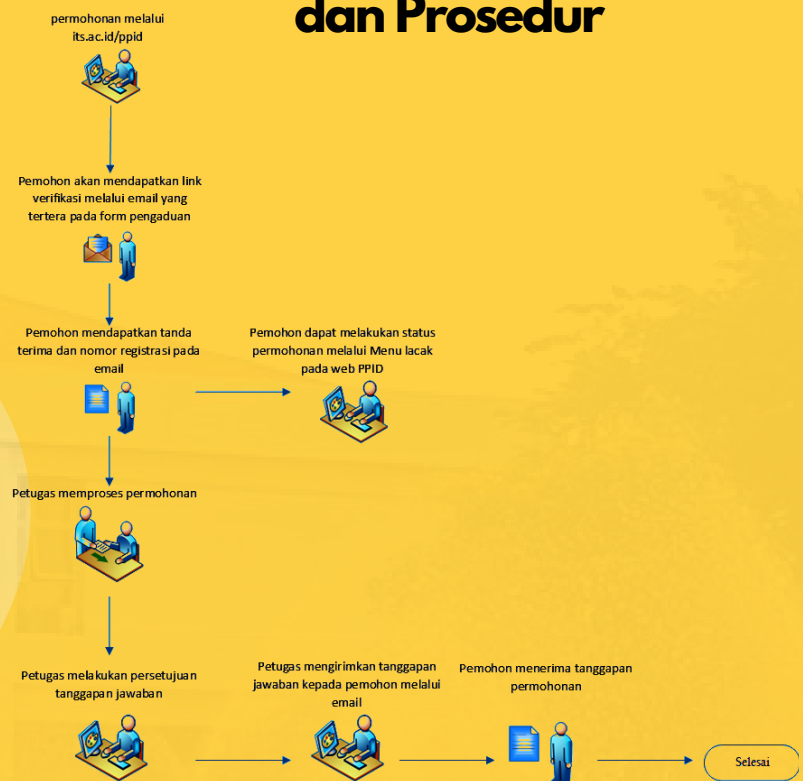 dan Prosedur
permohonan melalui
its.ac.id/ppid
Pemohon akan mendapatkan link
verifikasi melalui email yang
tertera pada form pengaduan
Pemohon mendapatkan tanda
terima dan nomor registrasi pada
email
Pemohon dapat melakukan status
permohonan melalui Menu lacak
pada web PPID
Petugas memproses permohonan
Petugas melakukan persetujuan
tanggapan jawaban
Petugas mengirimkan tanggapan
jawaban kepada pemohon melalui
email
Pemohon menerima tanggapan
permohonan
Selesai